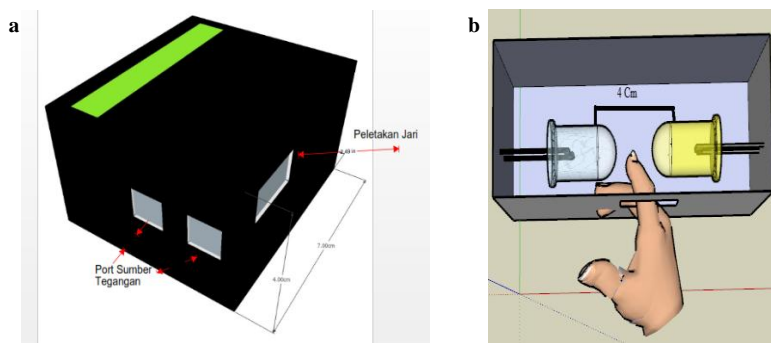 a
Peletakan Jari
Port Sumber
Tegangan
7.00cm
4.00cm
b
4 Cm